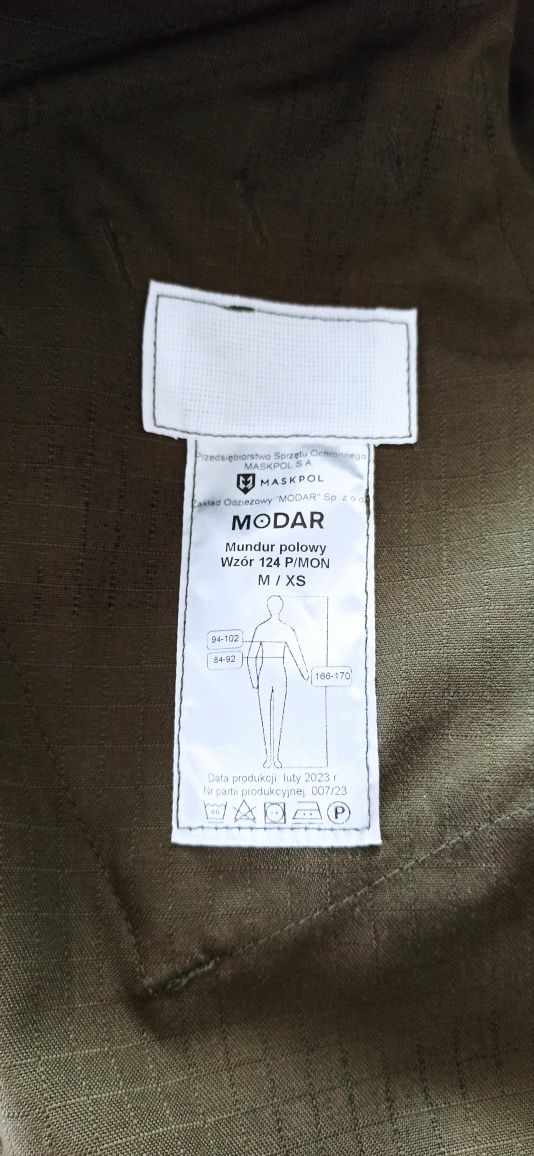 Przedsiębiorstwo Sprzętu Ochronnego
MASKPOL S.A.
MASKPOL
Zakład Odzieżowy "MODAR" Sp. z o.o.
MODAR
Mundur polowy
Wzór 124 P/MON
M / XS
94-102
84-92
166-170
Data produkcji: luty 2023 r.
Nr partii produkcyjnej: 007/23
60
P